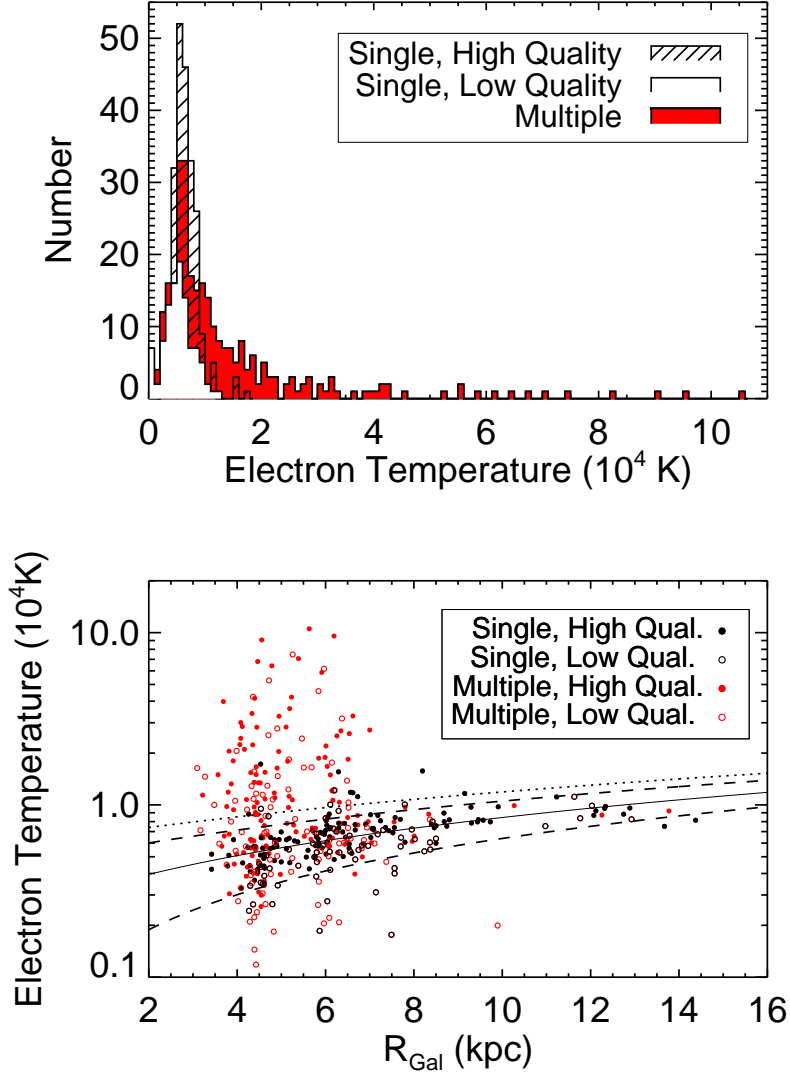 50
40
30
20
10
0
Number
Single, High Quality
Single, Low Quality
Multiple
0 2 4 6 8 10
Electron Temperature (10⁴ K)
10.0
1.0
0.1
Electron Temperature (10⁴K)
Single, High Qual.
Single, Low Qual.
Multiple, High Qual.
Multiple, Low Qual.
2 4 6 8 10 12 14 16
R_Gal (kpc)